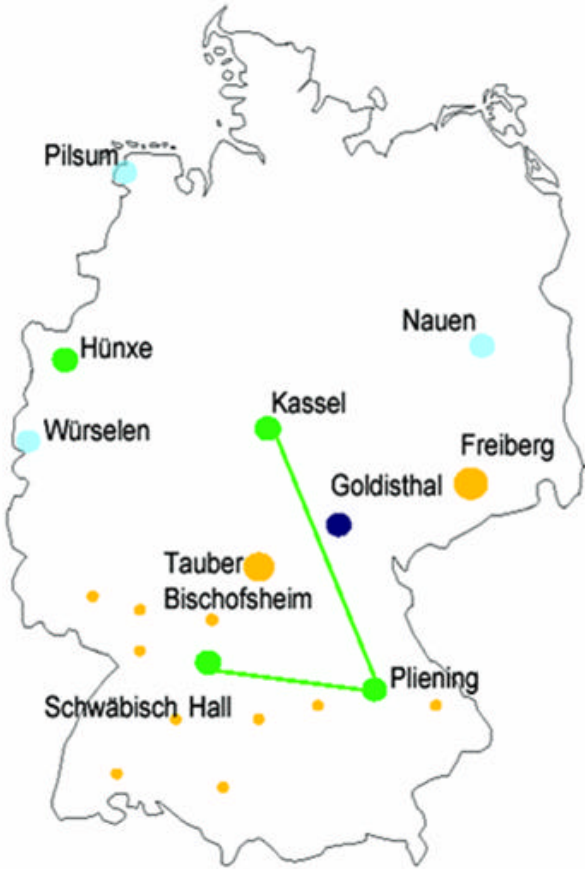 Pilsum
Nauen
Hünxe
Kassel
Würselen
Freiberg
Goldisthal
Tauber
Bischofsheim
Pliening
Schwäbisch Hall